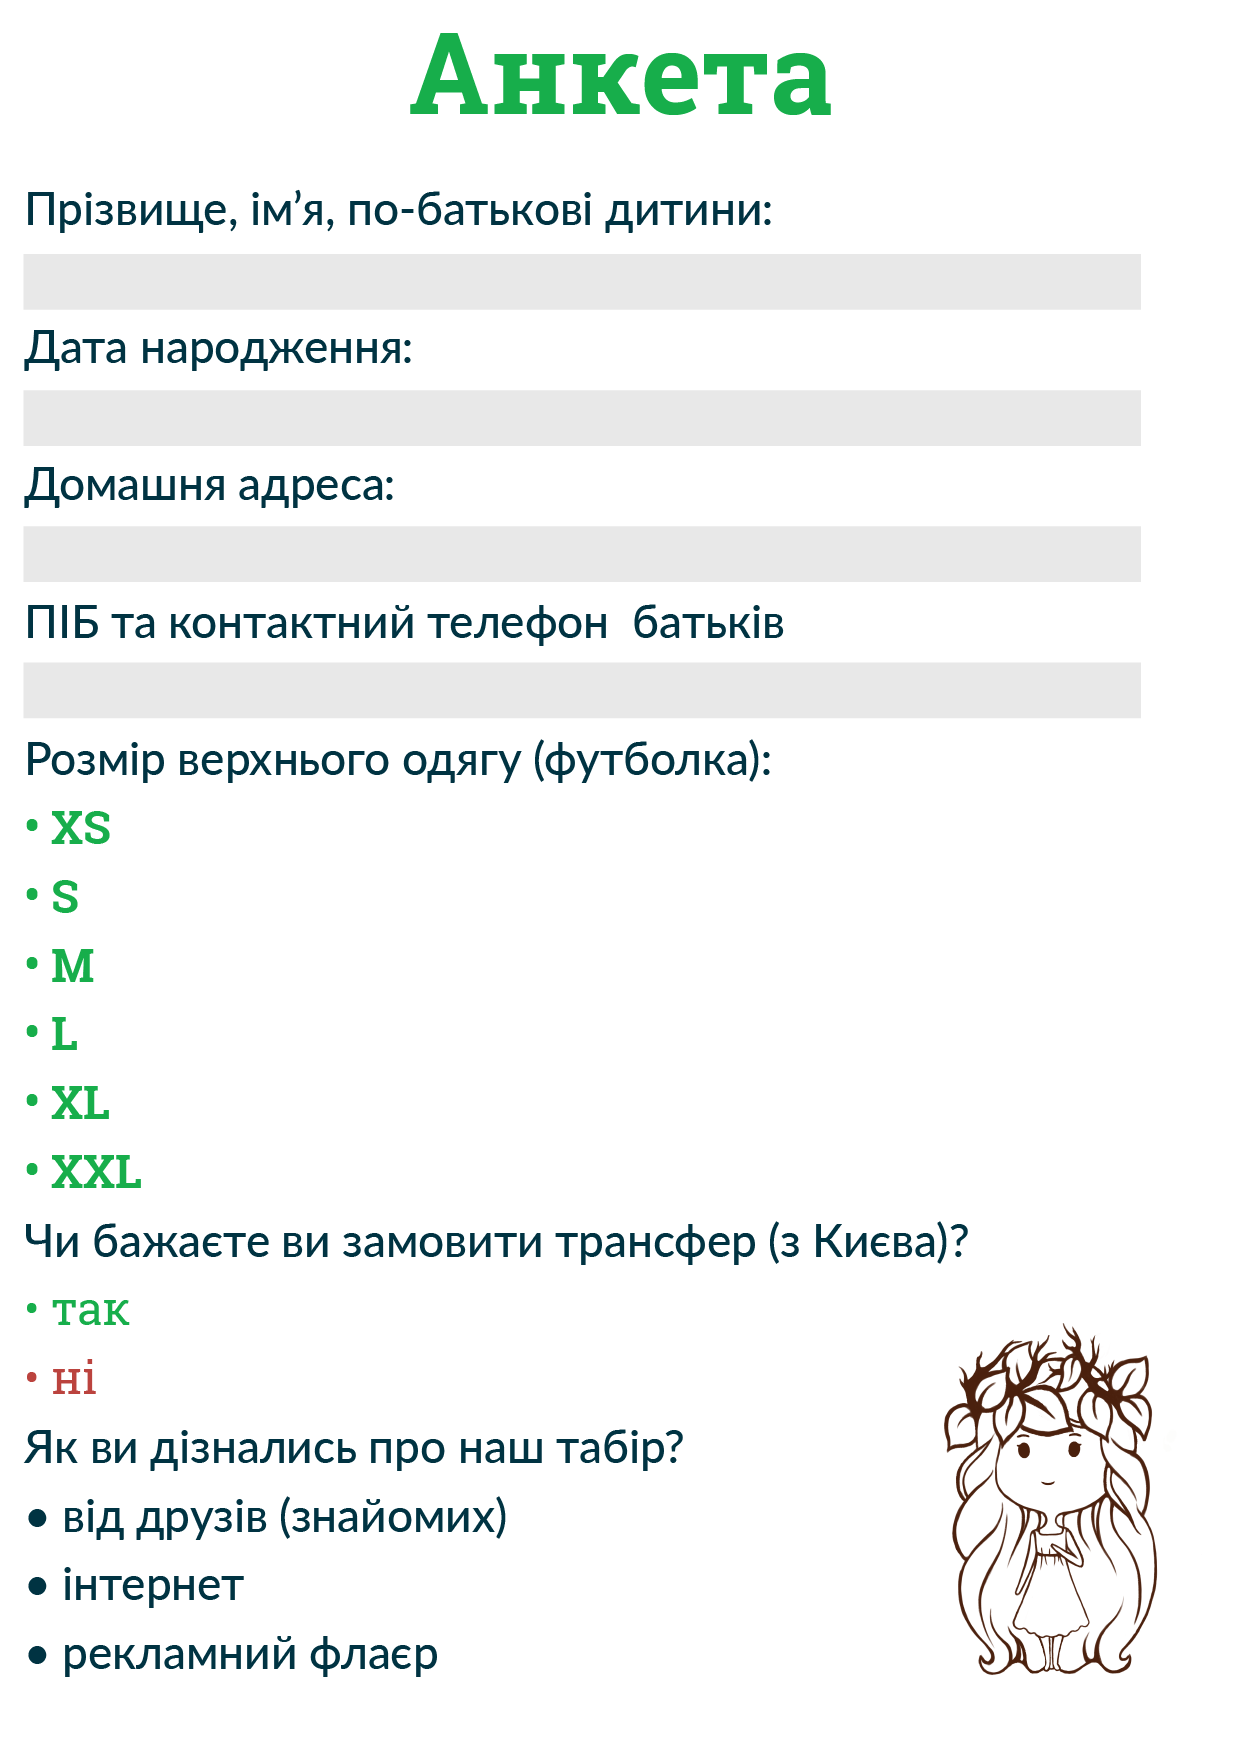 Анкета
Прізвище, ім’я, по-батькові дитини:
Дата народження:
Домашня адреса:
ПІБ та контактний телефон  батьків
Розмір верхнього одягу (футболка):
• XS
• S
• M
• L
• XL
• XXL
Чи бажаєте ви замовити трансфер (з Києва)?
• так
• ні
Як ви дізнались про наш табір?
• від друзів (знайомих)
• інтернет
• рекламний флаєр